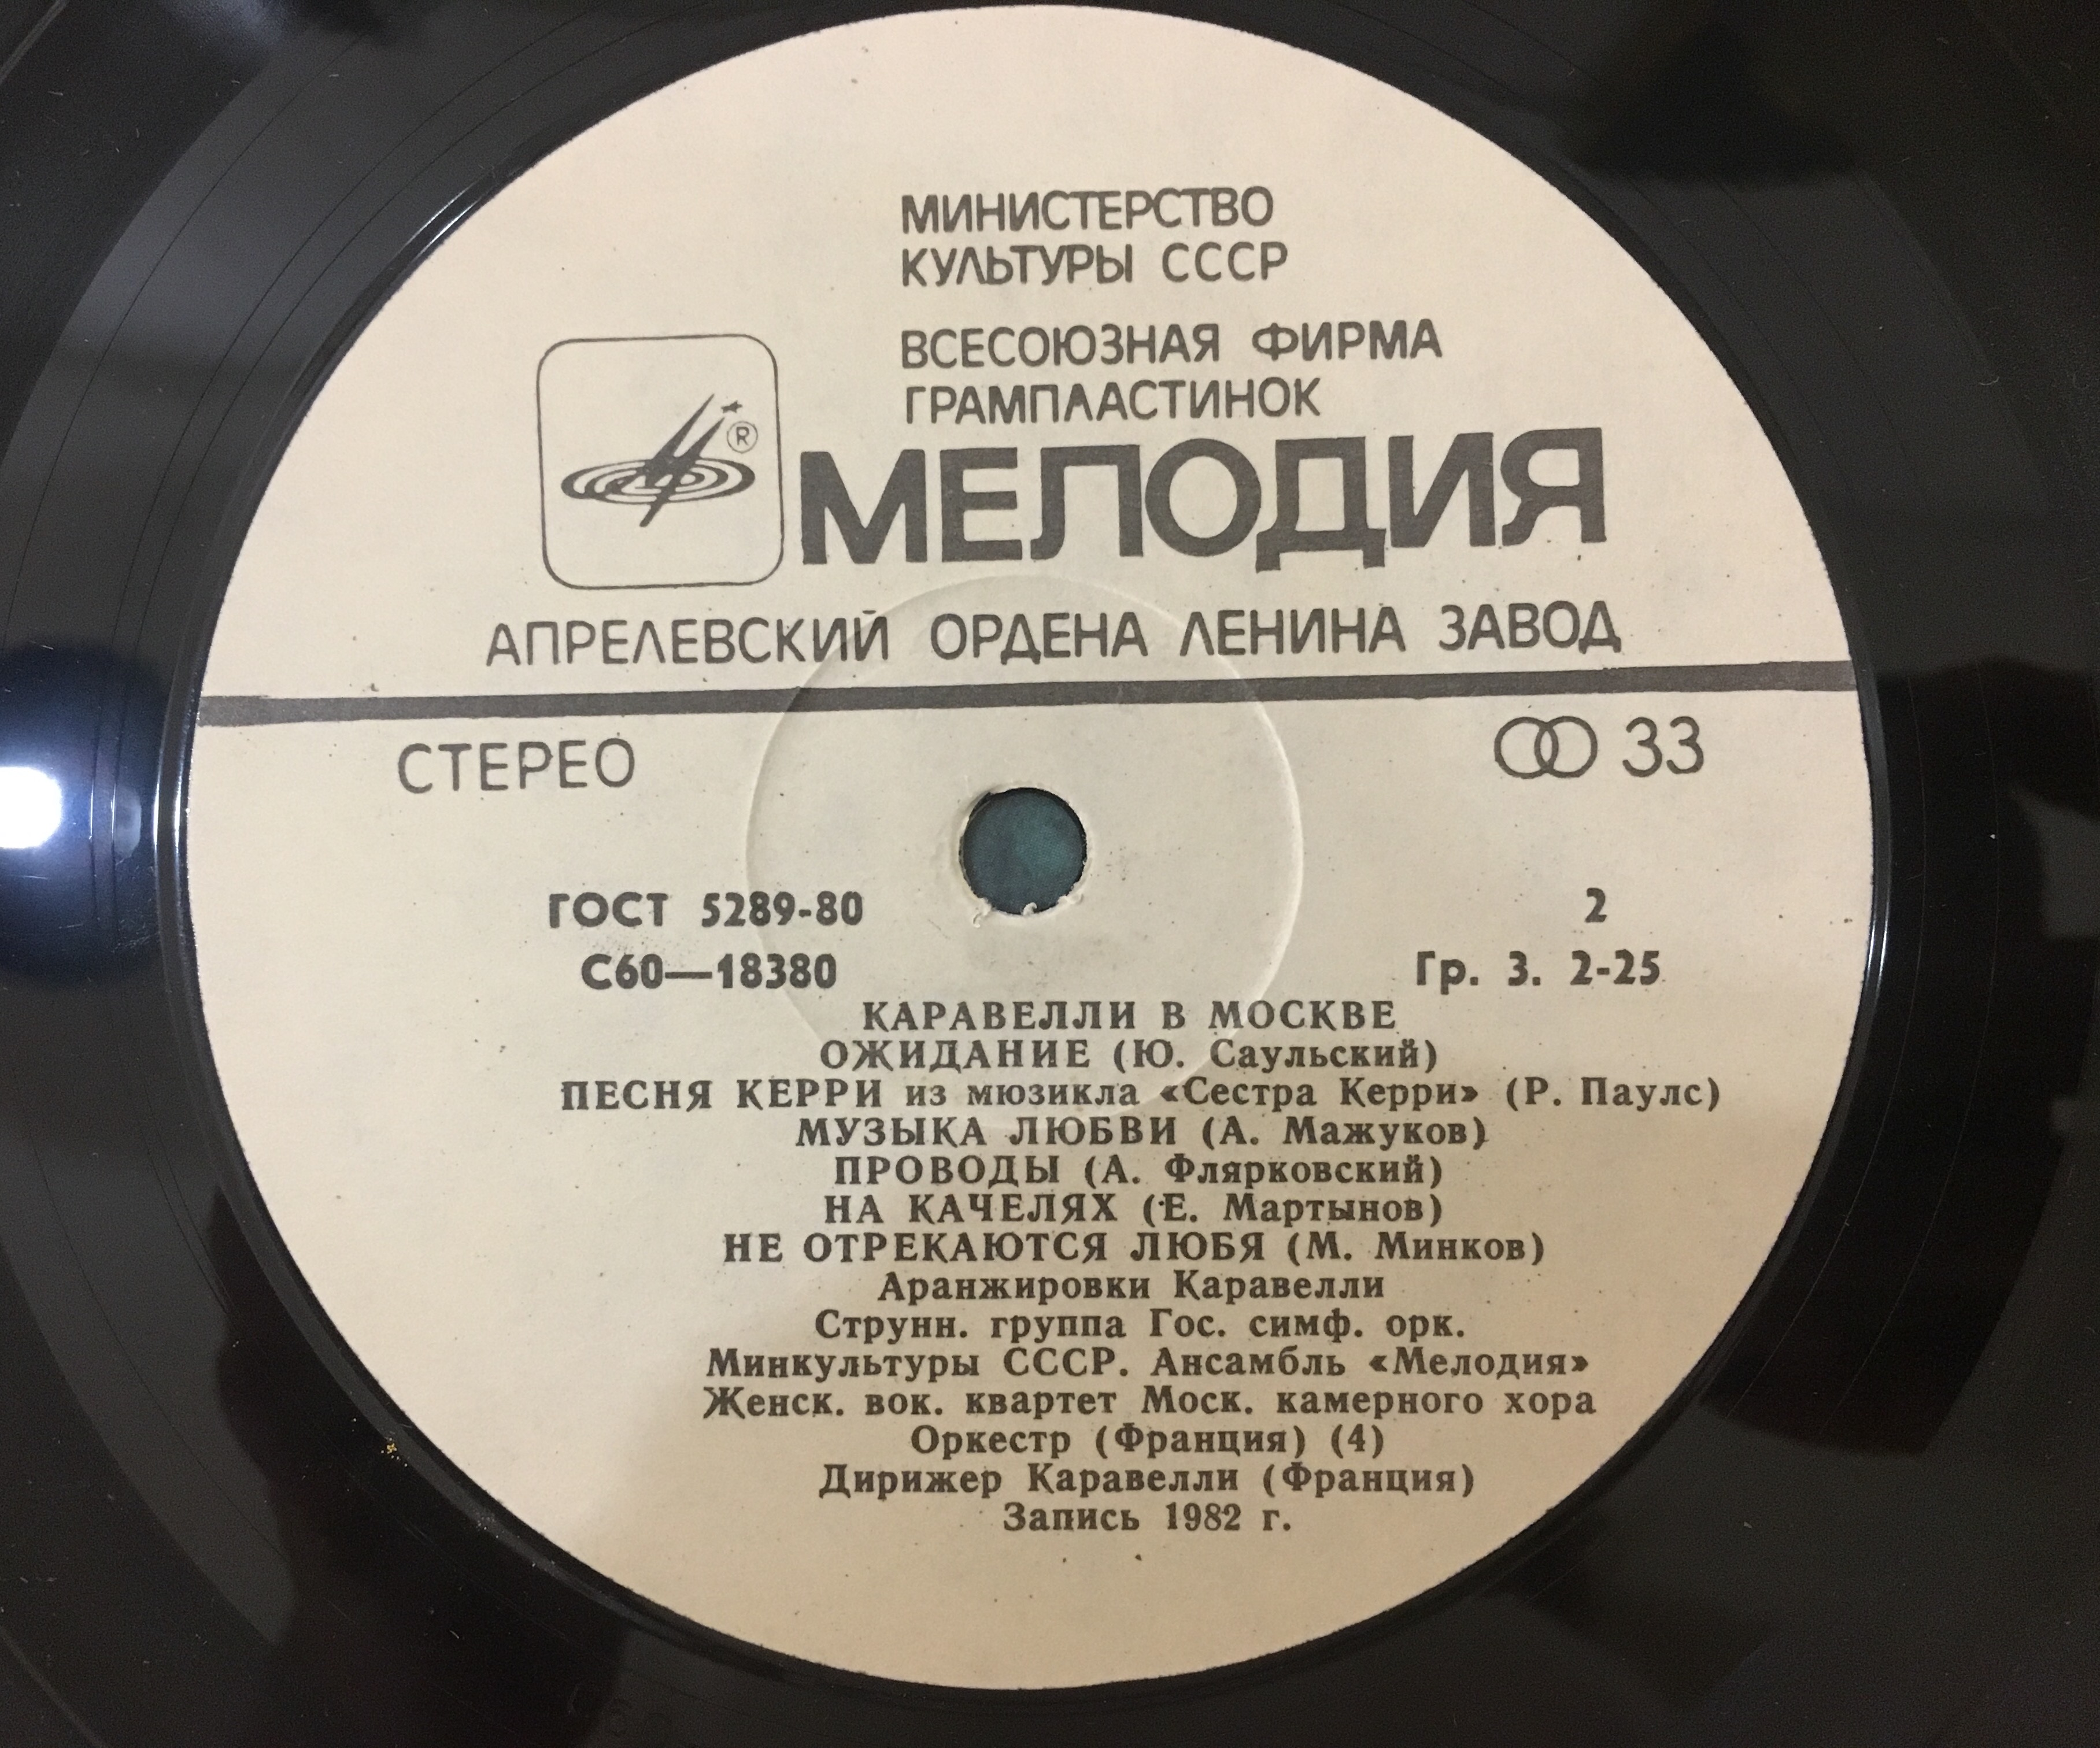 МИНИСТЕРСТВО
КУЛЬТУРЫ СССР
ВСЕСОЮЗНАЯ ФИРМА
ГРАМПЛАСТИНОК
®
МЕЛОДИЯ
АПРЕЛЕВСКИЙ ОРДЕНА ЛЕНИНА ЗАВОД
СТЕРЕО
33
ГОСТ 5289-80
2
С60—18380
Гр. 3. 2-25
КАРАВЕЛЛИ В МОСКВЕ
ОЖИДАНИЕ (Ю. Саульский)
ПЕСНЯ КЕРРИ из мюзикла «Сестра Керри» (Р. Паулс)
МУЗЫКА ЛЮБВИ (А. Мажуков)
ПРОВОДЫ (А. Флярковский)
НА КАЧЕЛЯХ (Е. Мартынов)
НЕ ОТРЕКАЮТСЯ ЛЮБЯ (М. Минков)
Аранжировки Каравелли
Струнн. группа Гос. симф. орк.
Минкультуры СССР. Ансамбль «Мелодия»
Женск. вок. квартет Моск. камерного хора
Оркестр (Франция) (4)
Дирижер Каравелли (Франция)
Запись 1982 г.